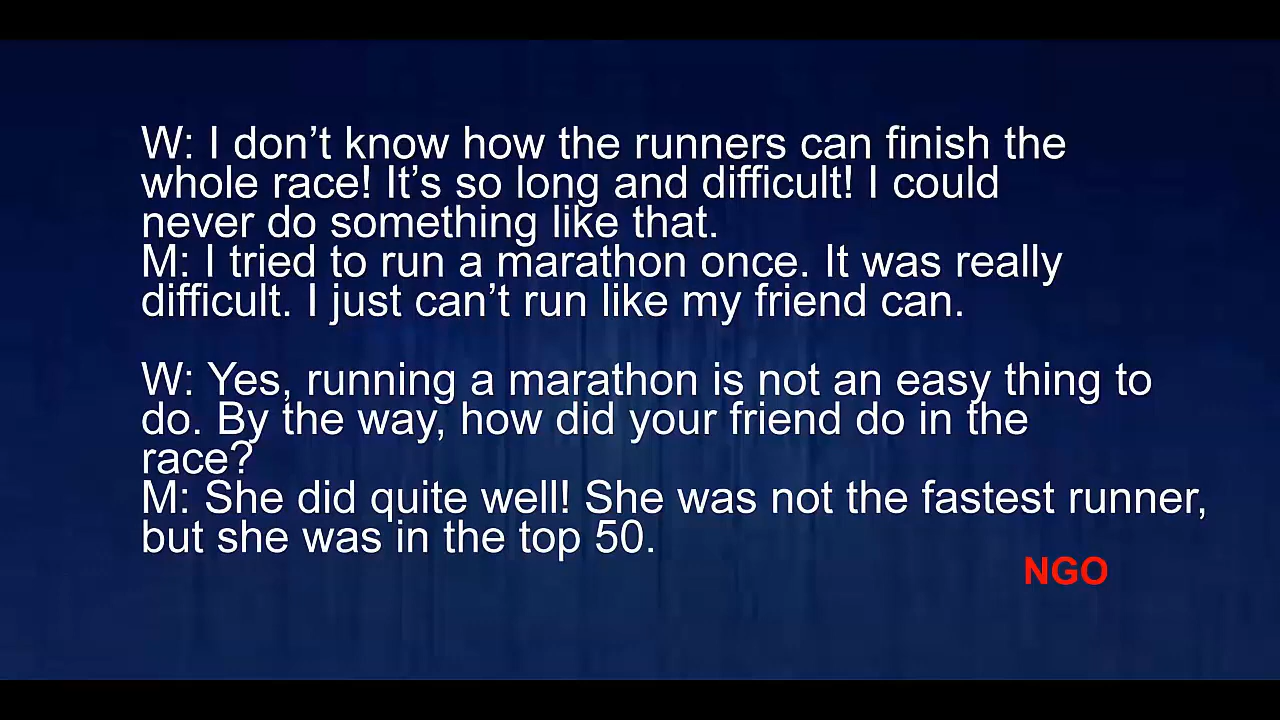 W: I don’t know how the runners can finish the
whole race! It’s so long and difficult! I could
never do something like that.
M: I tried to run a marathon once. It was really
difficult. I just can’t run like my friend can.
W: Yes, running a marathon is not an easy thing to
do. By the way, how did your friend do in the
race?
M: She did quite well! She was not the fastest runner,
but she was in the top 50.
NGO